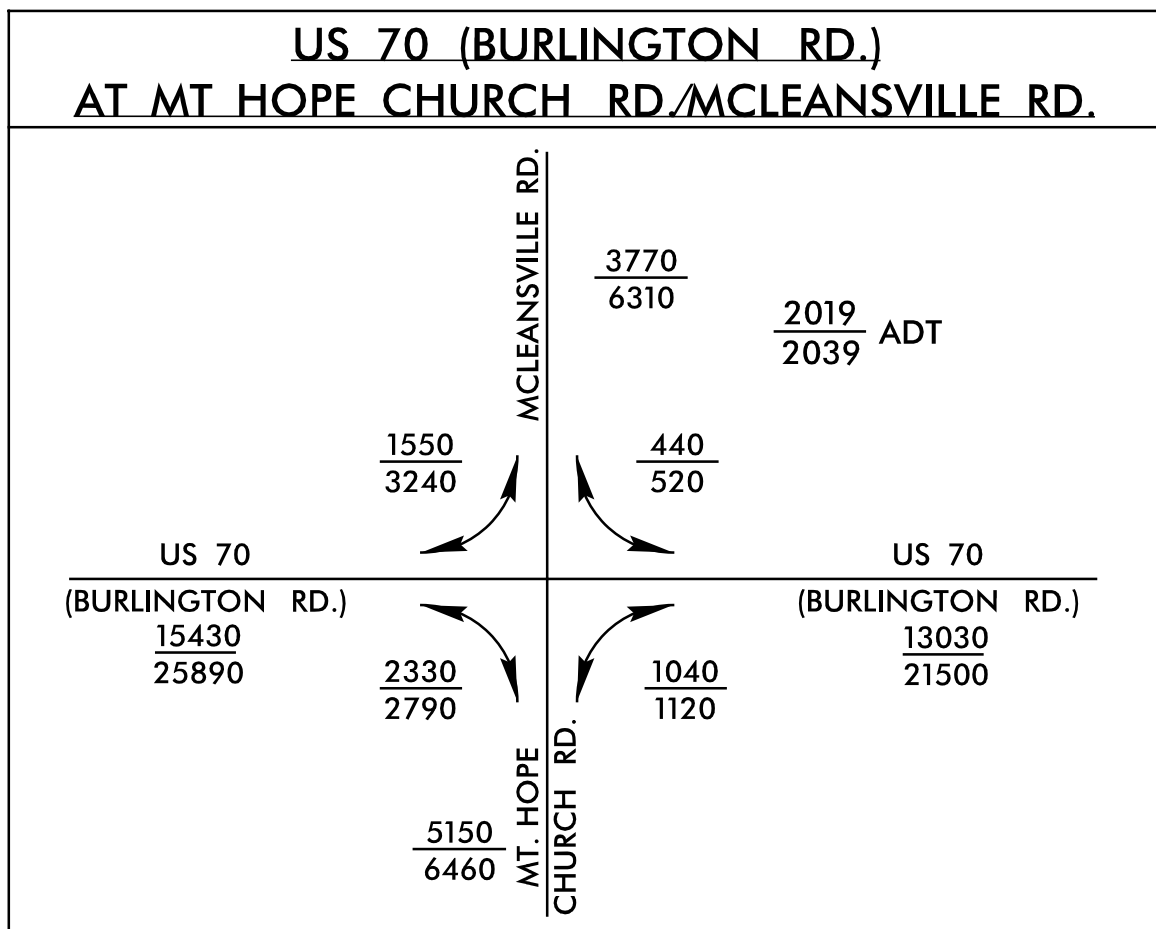 US 70 (BURLINGTON RD.)
AT MT HOPE CHURCH RD./MCLEANSVILLE RD.
MCLEANSVILLE RD.
3770
6310
2019
2039
ADT
1550
3240
440
520
US 70
(BURLINGTON RD.)
15430
25890
US 70
(BURLINGTON RD.)
13030
21500
2330
2790
1040
1120
MT. HOPE
CHURCH RD.
5150
6460